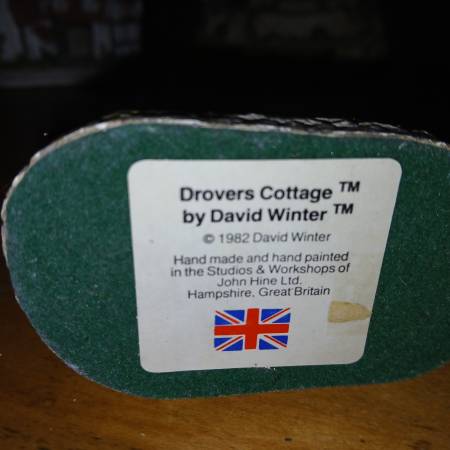 Drovers Cottage ™
by David Winter ™
© 1982 David Winter
Hand made and hand painted
in the Studios & Workshops of
John Hine Ltd.
Hampshire, Great Britain